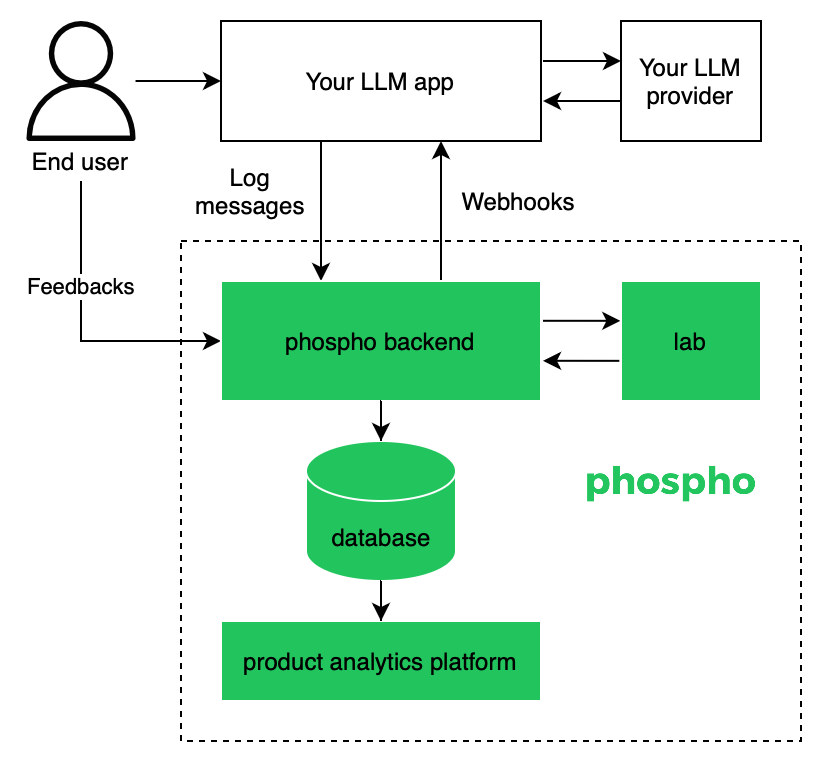 Your LLM app
Your LLM
provider
End user
Log
messages
Webhooks
Feedbacks
phospho backend
lab
phospho
database
product analytics platform